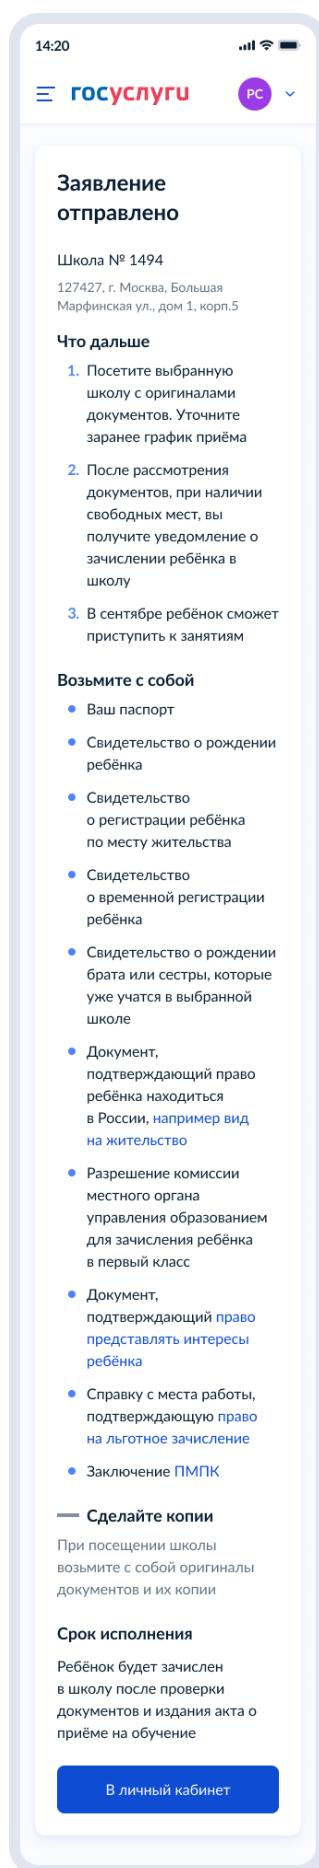 14:20
госуслуги
РС
Заявление
отправлено
Школа № 1494
127427, г. Москва, Большая
Марфинская ул., дом 1, корп.5
Что дальше
1. Посетите выбранную
школу с оригиналами
документов. Уточните
заранее график приёма
2. После рассмотрения
документов, при наличии
свободных мест, вы
получите уведомление о
зачислении ребёнка в
школу
3. В сентябре ребёнок сможет
приступить к занятиям
Возьмите с собой
Ваш паспорт
Свидетельство о рождении
ребёнка
Свидетельство
о регистрации ребёнка
по месту жительства
Свидетельство
о временной регистрации
ребёнка
Свидетельство о рождении
брата или сестры, которые
уже учатся в выбранной
школе
Документ,
подтверждающий право
ребёнка находиться
в России, например вид
на жительство
Разрешение комиссии
местного органа
управления образованием
для зачисления ребёнка
в первый класс
Документ,
подтверждающий право
представлять интересы
ребёнка
Справку с места работы,
подтверждающую право
на льготное зачисление
Заключение ПМПК
Сделайте копии
При посещении школы
возьмите с собой оригиналы
документов и их копии
Срок исполнения
Ребёнок будет зачислен
в школу после проверки
документов и издания акта о
приёме на обучение
В личный кабинет